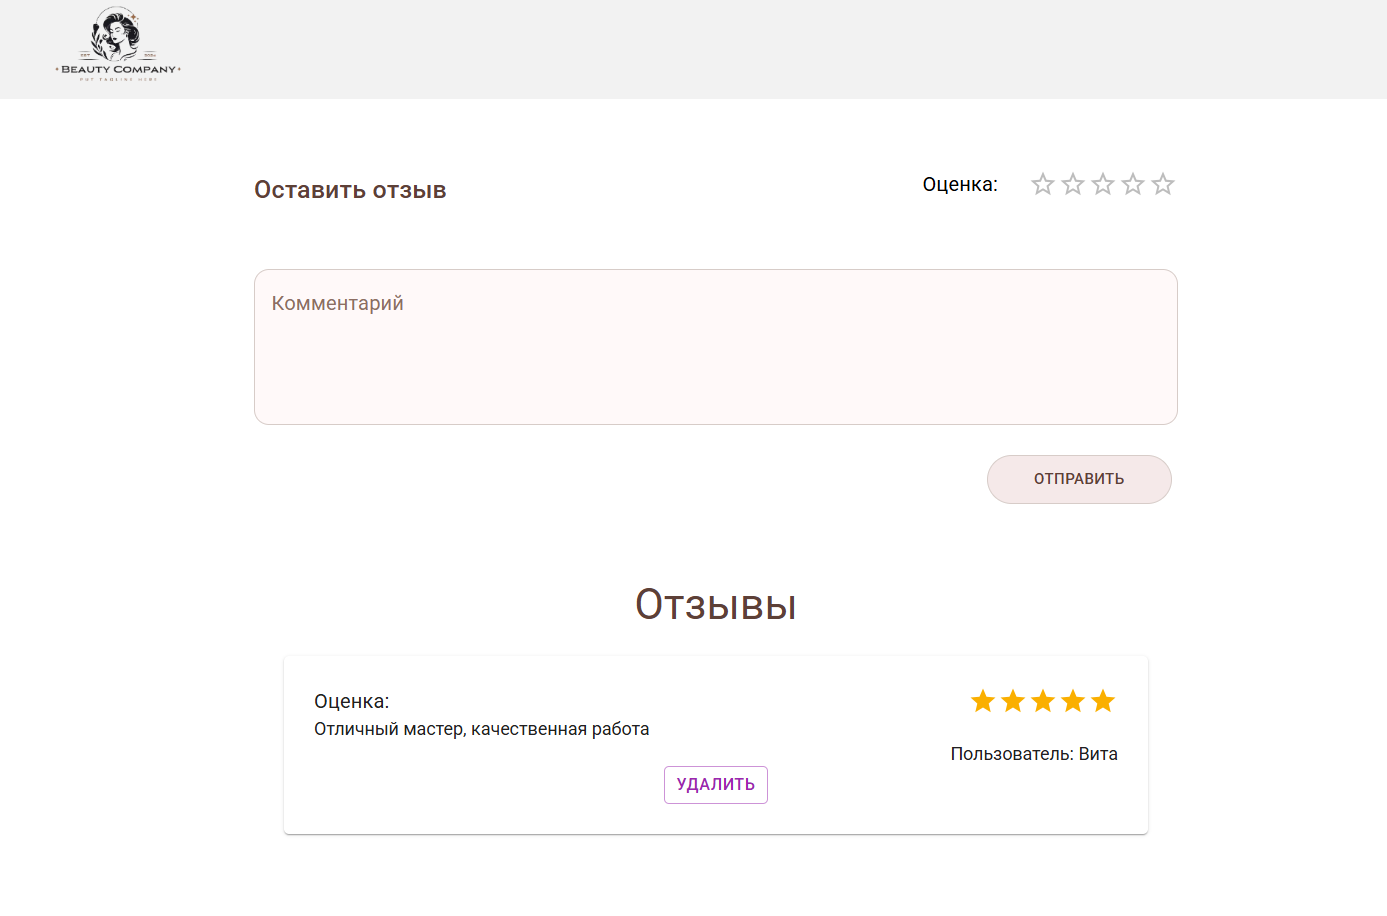 BEAUTY COMPANY
Оставить отзыв
Оценка:
Комментарий
ОТПРАВИТЬ
Отзывы
Оценка:
Отличный мастер, качественная работа
Пользователь: Вита
УДАЛИТЬ